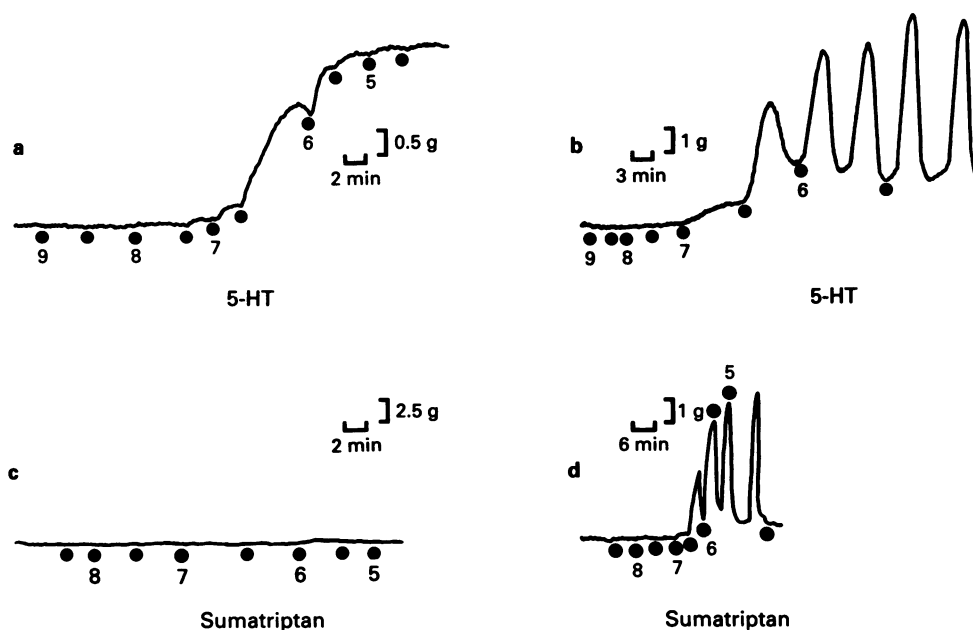 a
0.5 g
2 min
9 8 7 6 5
5-HT
b
1 g
3 min
9 8 7 6
5-HT
c
2.5 g
2 min
8 7 6 5
Sumatriptan
d
1 g
6 min
8 7 6 5
Sumatriptan